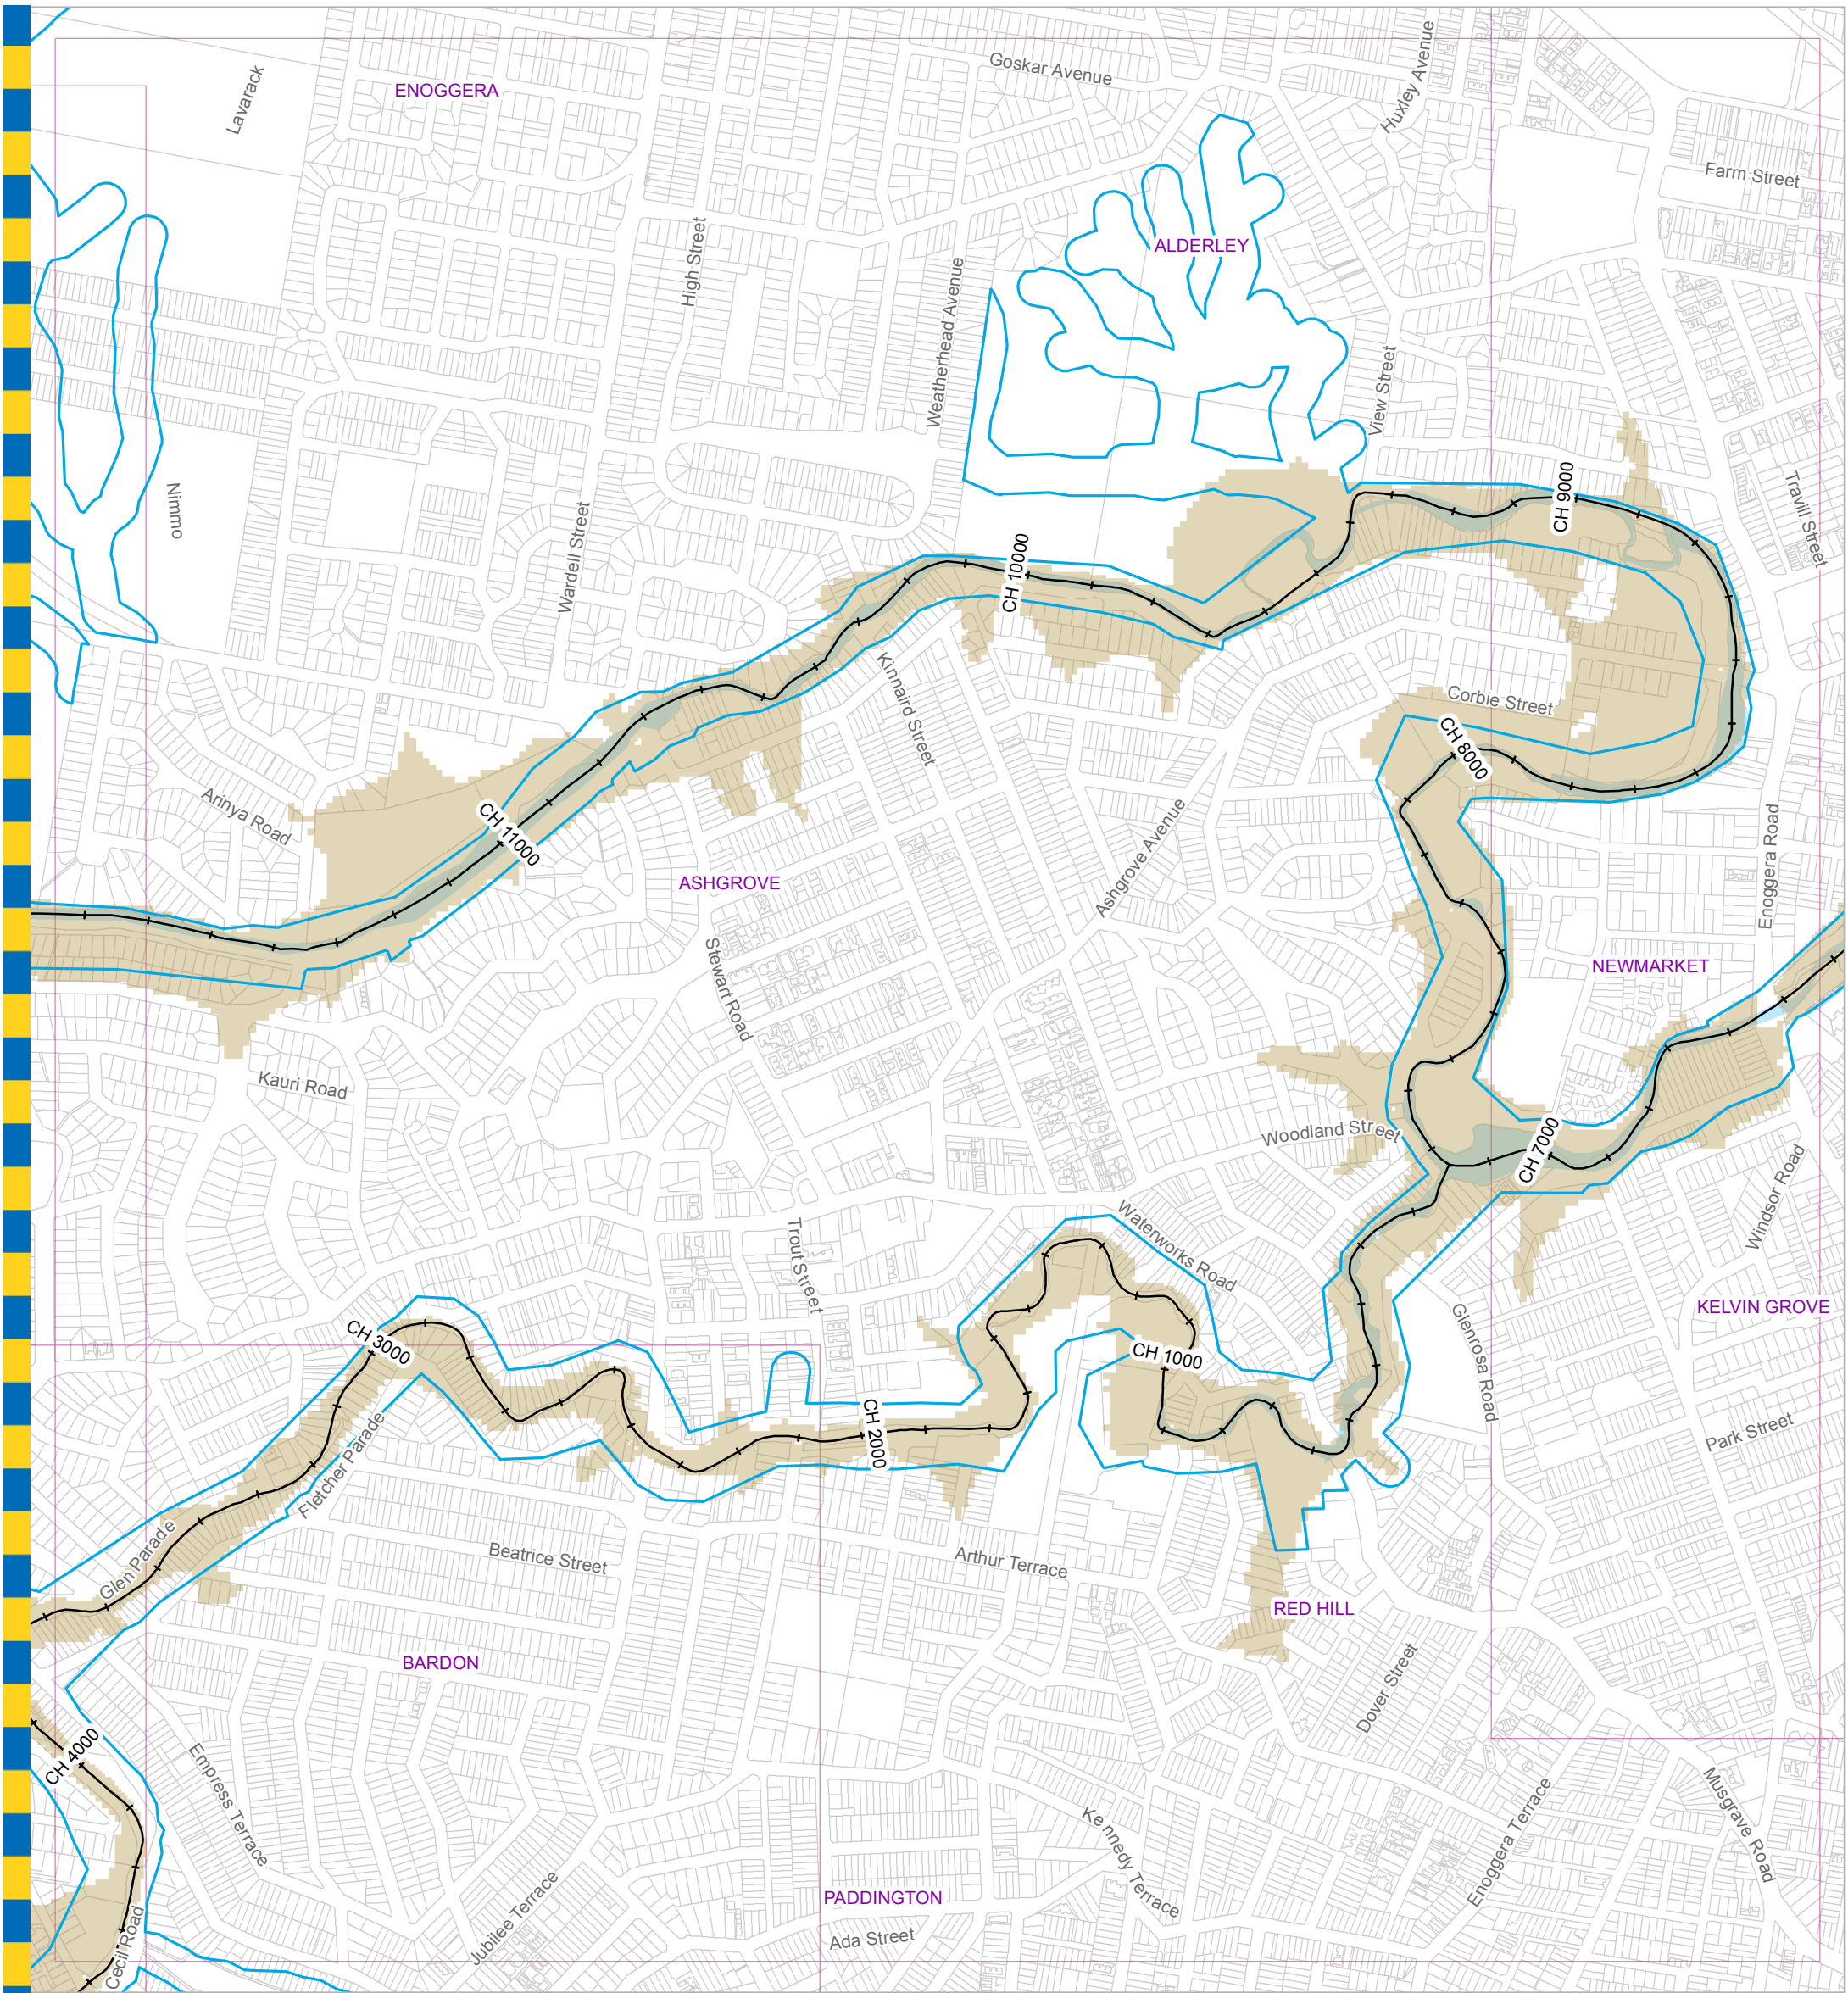 Goskar Avenue
Huxley Avenue
Lavarack
ENOGGERA
Farm Street
ALDERLEY
High Street
Weatherhead Avenue
View Street
Nimmo
CH 9000
Travill Street
Wardell Street
CH 10000
Kinnaird Street
Corbie Street
CH 8000
Arinya Road
CH 11000
Ashgrove Avenue
Enoggera Road
ASHGROVE
NEWMARKET
Stewart Road
Kauri Road
Woodland Street
CH 7000
Windsor Road
Waterworks Road
Trout Street
KELVIN GROVE
CH 3000
CH 1000
Glenrosa Road
CH 2000
Park Street
Fletcher Parade
Glen Parade
Beatrice Street
Arthur Terrace
RED HILL
BARDON
Dover Street
CH 4000
Empress Terrace
Kennedy Terrace
Enoggera Terrace
Musgrave Road
PADDINGTON
Jubilee Terrace
Ada Street
Cecil Road